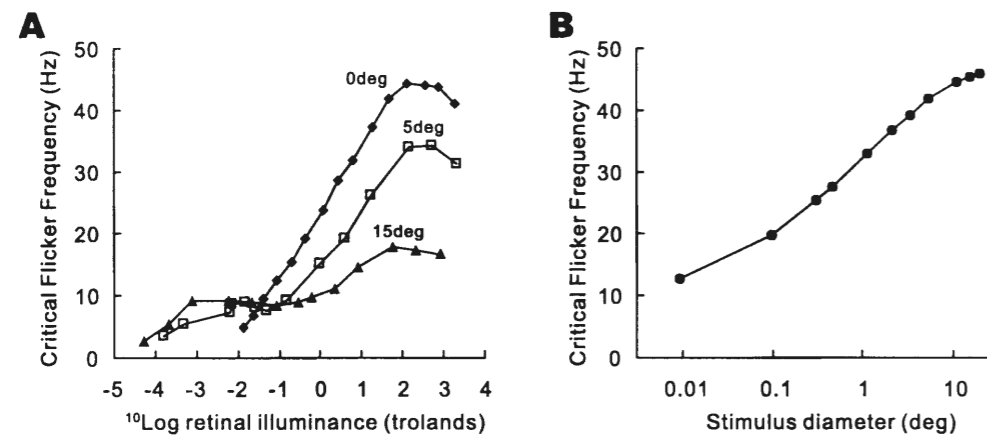 A
Critical Flicker Frequency (Hz)
50
40
30
20
10
0
0deg
5deg
15deg
-5 -4 -3 -2 -1 0 1 2 3 4
¹⁰Log retinal illuminance (trolands)
B
Critical Flicker Frequency (Hz)
50
40
30
20
10
0
0.01 0.1 1 10
Stimulus diameter (deg)